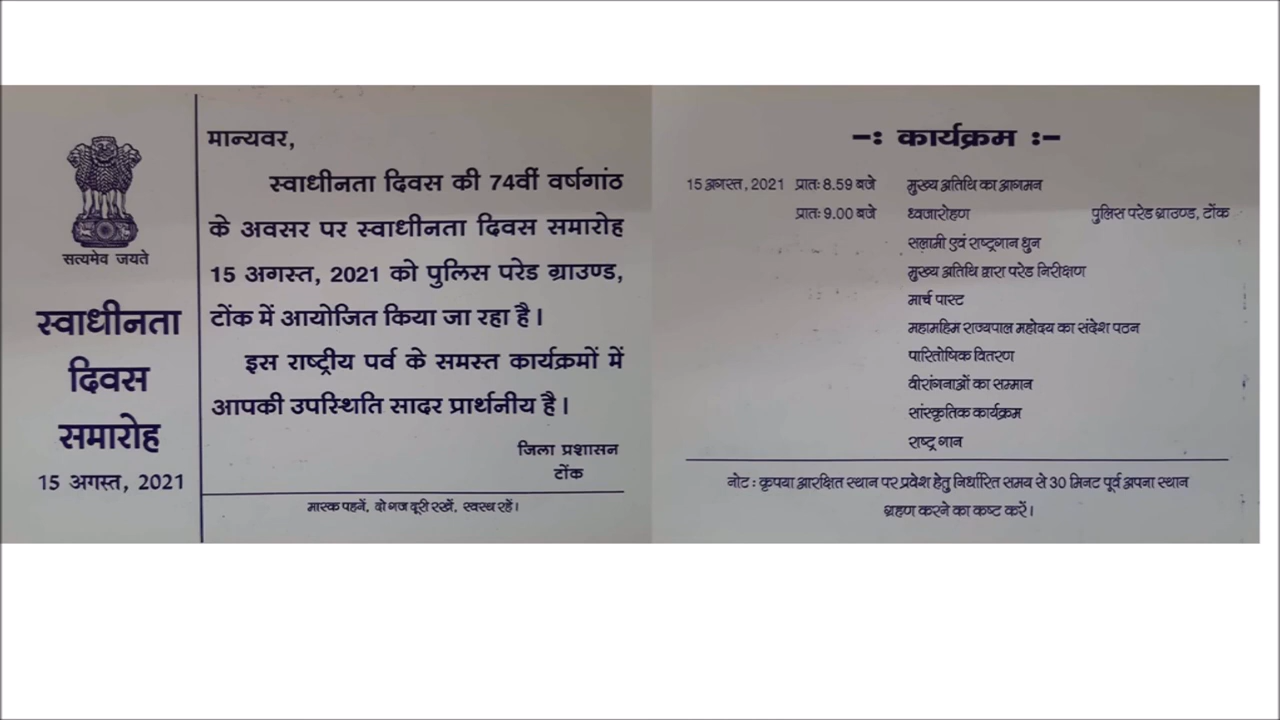 सत्यमेव जयते
स्वाधीनता
दिवस
समारोह
15 अगस्त, 2021
मान्यवर,
स्वाधीनता दिवस की 74वीं वर्षगांठ
के अवसर पर स्वाधीनता दिवस समारोह
15 अगस्त, 2021 को पुलिस परेड ग्राउण्ड,
टोंक में आयोजित किया जा रहा है।
इस राष्ट्रीय पर्व के समस्त कार्यक्रमों में
आपकी उपस्थिति सादर प्रार्थनीय है।
जिला प्रशासन
टोंक
मास्क पहनें, दो गज दूरी रखें, स्वस्थ रहें।
-: कार्यक्रम :-
15 अगस्त, 2021 प्रातः 8.59 बजे मुख्य अतिथि का आगमन
प्रातः 9.00 बजे ध्वजारोहण पुलिस परेड ग्राउण्ड, टोंक
सलामी एवं राष्ट्रगान धुन
मुख्य अतिथि द्वारा परेड निरीक्षण
मार्च पास्ट
महामहिम राज्यपाल महोदय का संदेश पठन
पारितोषिक वितरण
वीरांगनाओं का सम्मान
सांस्कृतिक कार्यक्रम
राष्ट्र गान
नोट : कृपया आरक्षित स्थान पर प्रवेश हेतु निर्धारित समय से 30 मिनट पूर्व अपना स्थान
ग्रहण करने का कष्ट करें।